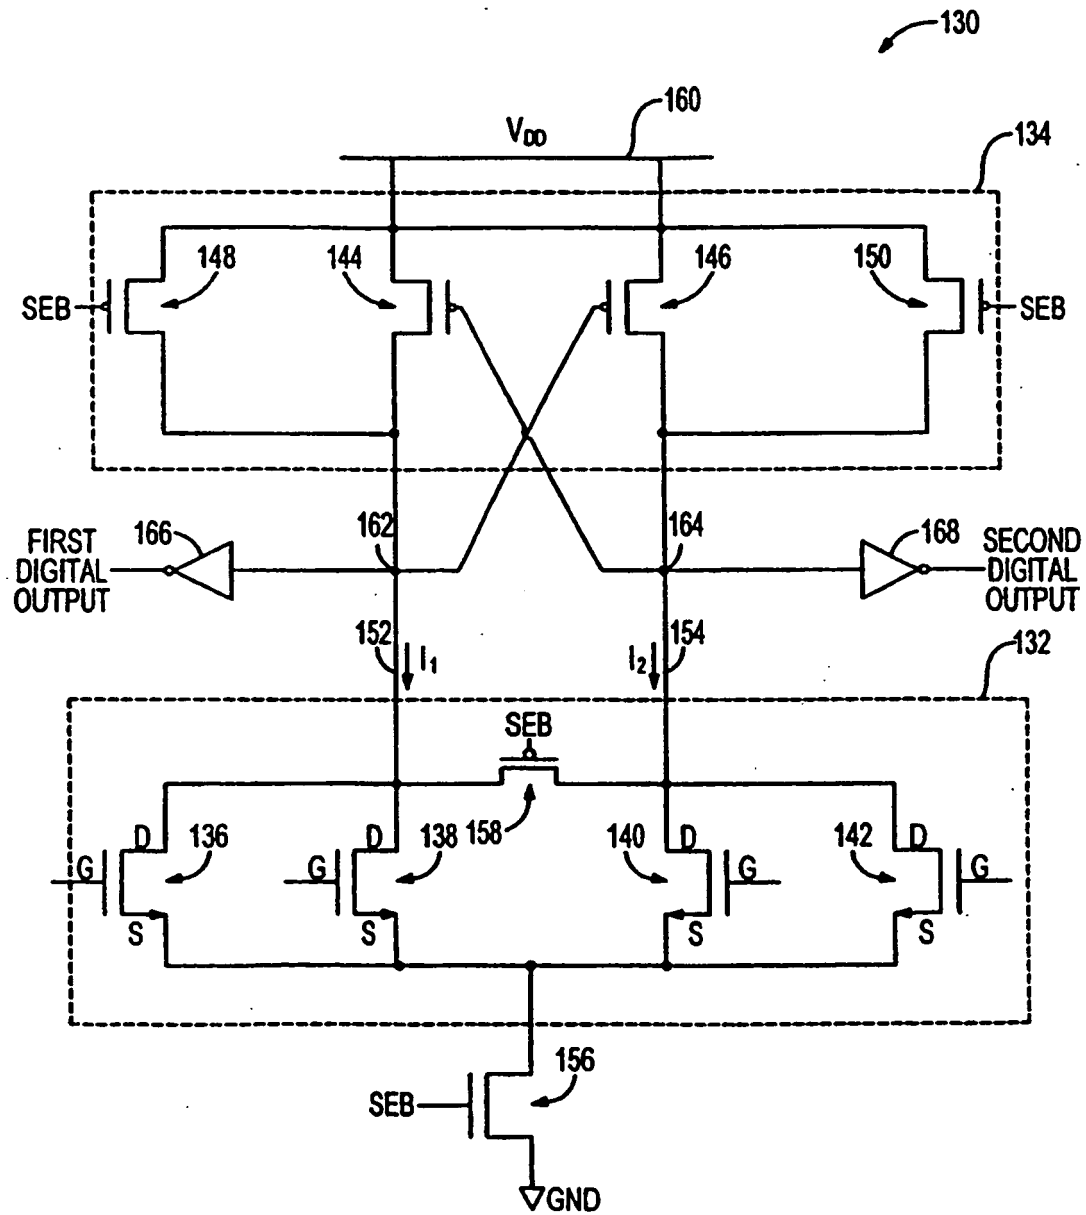 130
160
V_DD
134
148
144
146
150
SEB
SEB
162
164
166
168
FIRST
DIGITAL
OUTPUT
SECOND
DIGITAL
OUTPUT
152
I₁
I₂
154
132
SEB
158
D
136
D
138
140
D
142
D
G
G
G
G
S
S
S
S
156
SEB
GND